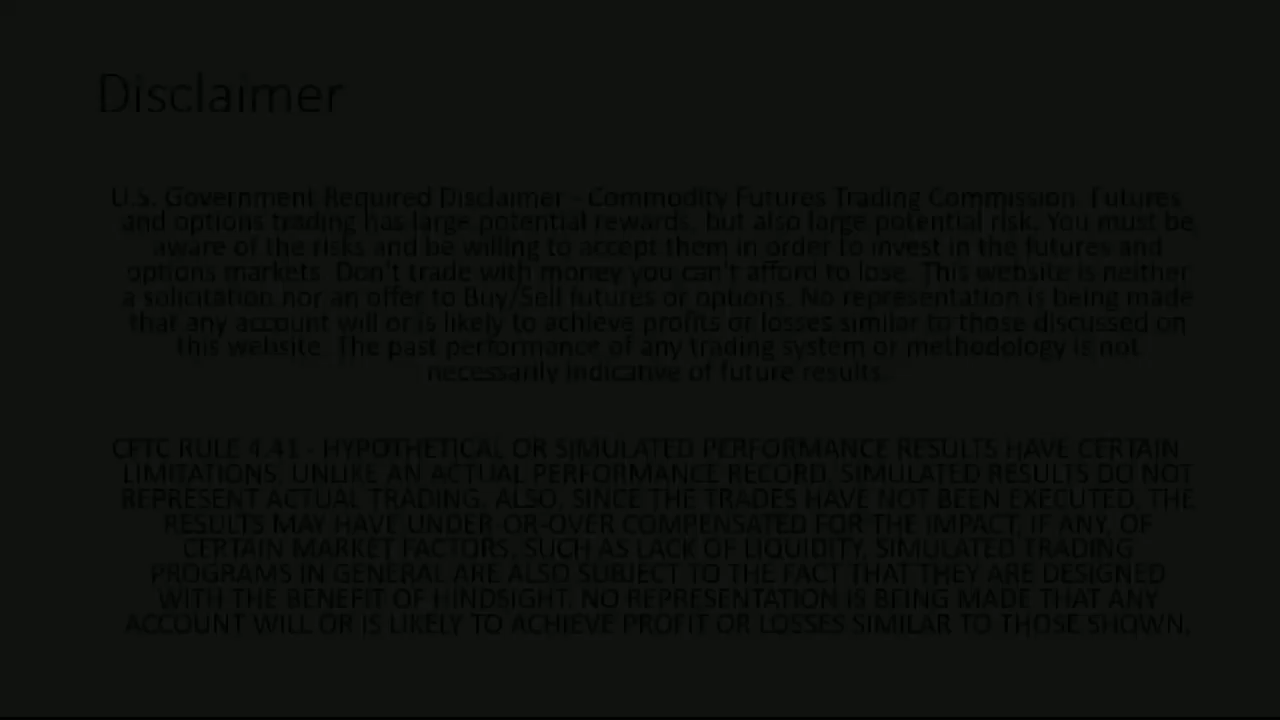 Disclaimer
U.S. Government Required Disclaimer - Commodity Futures Trading Commission. Futures
and options trading has large potential rewards, but also large potential risk. You must be
aware of the risks and be willing to accept them in order to invest in the futures and
options markets. Don't trade with money you can't afford to lose. This website is neither
a solicitation nor an offer to Buy/Sell futures or options. No representation is being made
that any account will or is likely to achieve profits or losses similar to those discussed on
this website. The past performance of any trading system or methodology is not
necessarily indicative of future results.
CFTC RULE 4.41 - HYPOTHETICAL OR SIMULATED PERFORMANCE RESULTS HAVE CERTAIN
LIMITATIONS. UNLIKE AN ACTUAL PERFORMANCE RECORD, SIMULATED RESULTS DO NOT
REPRESENT ACTUAL TRADING. ALSO, SINCE THE TRADES HAVE NOT BEEN EXECUTED, THE
RESULTS MAY HAVE UNDER-OR-OVER COMPENSATED FOR THE IMPACT, IF ANY, OF
CERTAIN MARKET FACTORS, SUCH AS LACK OF LIQUIDITY. SIMULATED TRADING
PROGRAMS IN GENERAL ARE ALSO SUBJECT TO THE FACT THAT THEY ARE DESIGNED
WITH THE BENEFIT OF HINDSIGHT. NO REPRESENTATION IS BEING MADE THAT ANY
ACCOUNT WILL OR IS LIKELY TO ACHIEVE PROFIT OR LOSSES SIMILAR TO THOSE SHOWN.